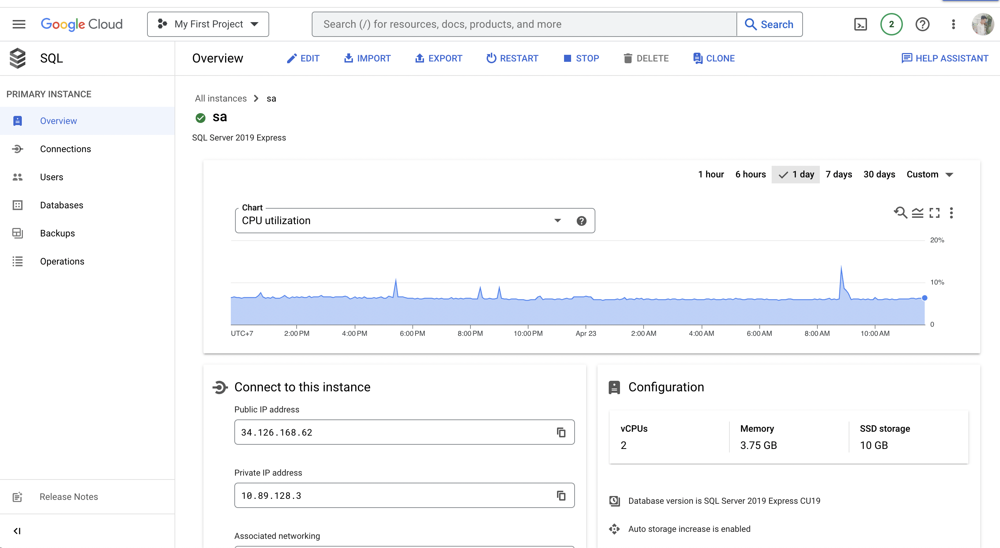 Google Cloud
My First Project
Search (/) for resources, docs, products, and more
Search
2
SQL
Overview
EDIT
IMPORT
EXPORT
RESTART
STOP
DELETE
CLONE
HELP ASSISTANT
PRIMARY INSTANCE
Overview
Connections
Users
Databases
Backups
Operations
Release Notes
All instances > sa
sa
SQL Server 2019 Express
1 hour 6 hours 1 day 7 days 30 days Custom
Chart
CPU utilization
20%
10%
0
UTC+7 2:00 PM 4:00 PM 6:00 PM 8:00 PM 10:00 PM Apr 23 2:00 AM 4:00 AM 6:00 AM 8:00 AM 10:00 AM
Connect to this instance
Public IP address
34.126.168.62
Private IP address
10.89.128.3
Associated networking
Configuration
vCPUs Memory SSD storage
2 3.75 GB 10 GB
Database version is SQL Server 2019 Express CU19
Auto storage increase is enabled